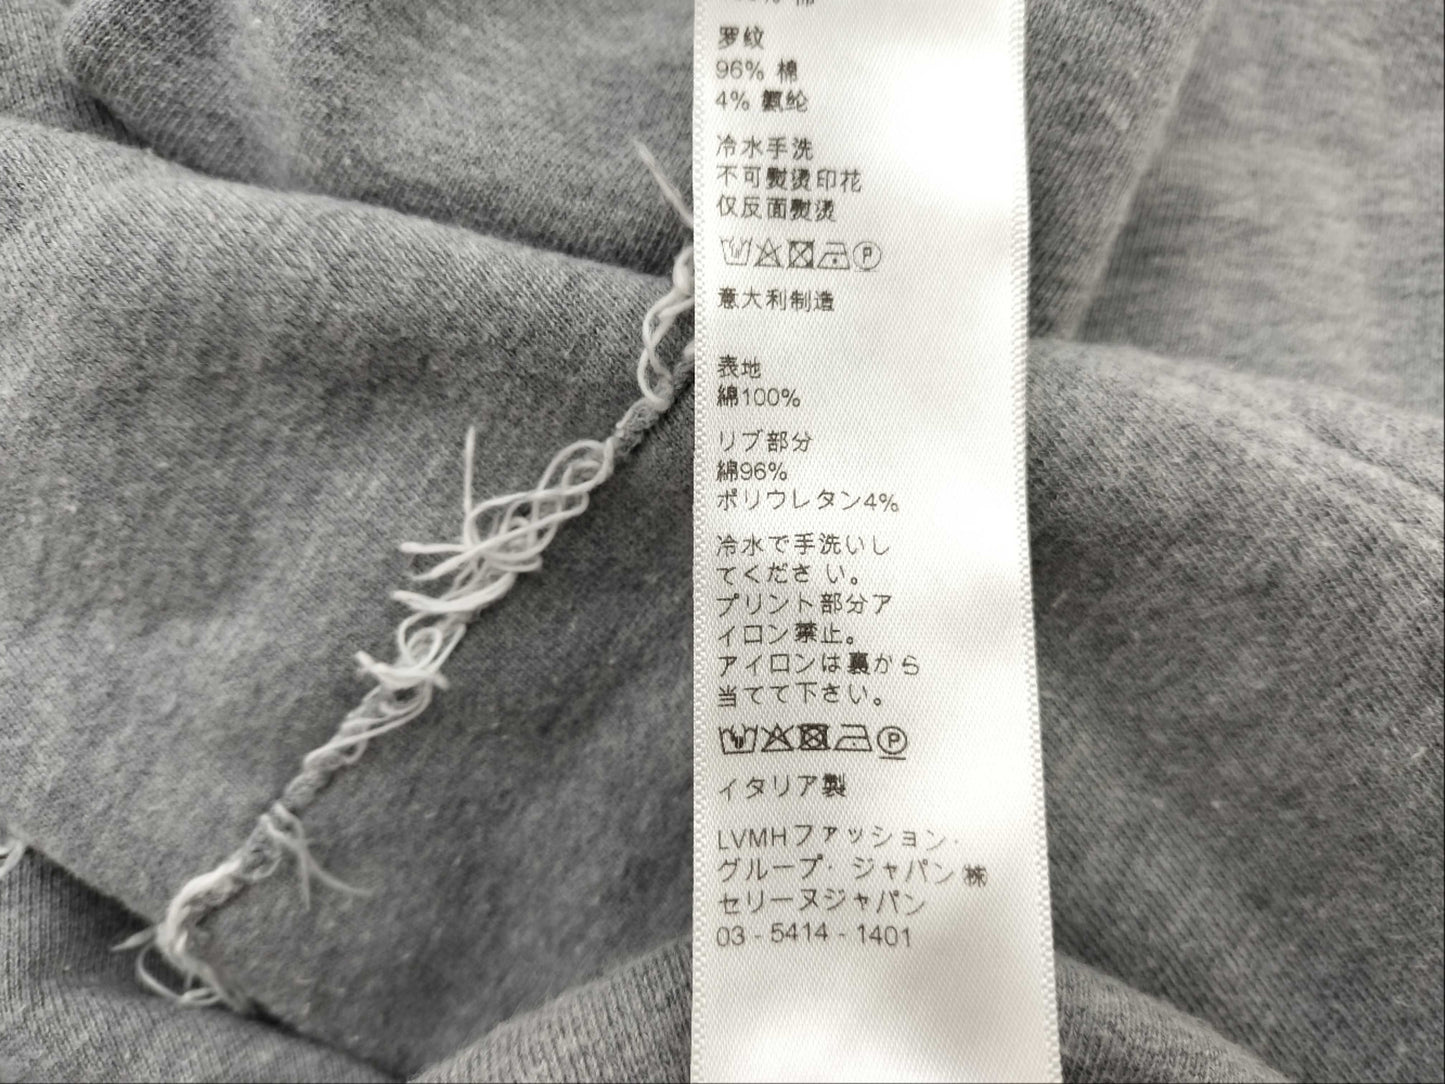 罗纹
96% 棉
4% 氨纶
冷水手洗
不可熨烫印花
仅反面熨烫
P
意大利制造
表地
綿100%
リブ部分
綿96%
ポリウレタン4%
冷水で手洗いし
てくださ い。
プリント部分ア
イロン禁止。
アイロンは裏から
当てて下さい。
P
イタリア製
LVMHファッション・
グループ・ジャパン㈱
セリーヌジャパン
03 - 5414 - 1401